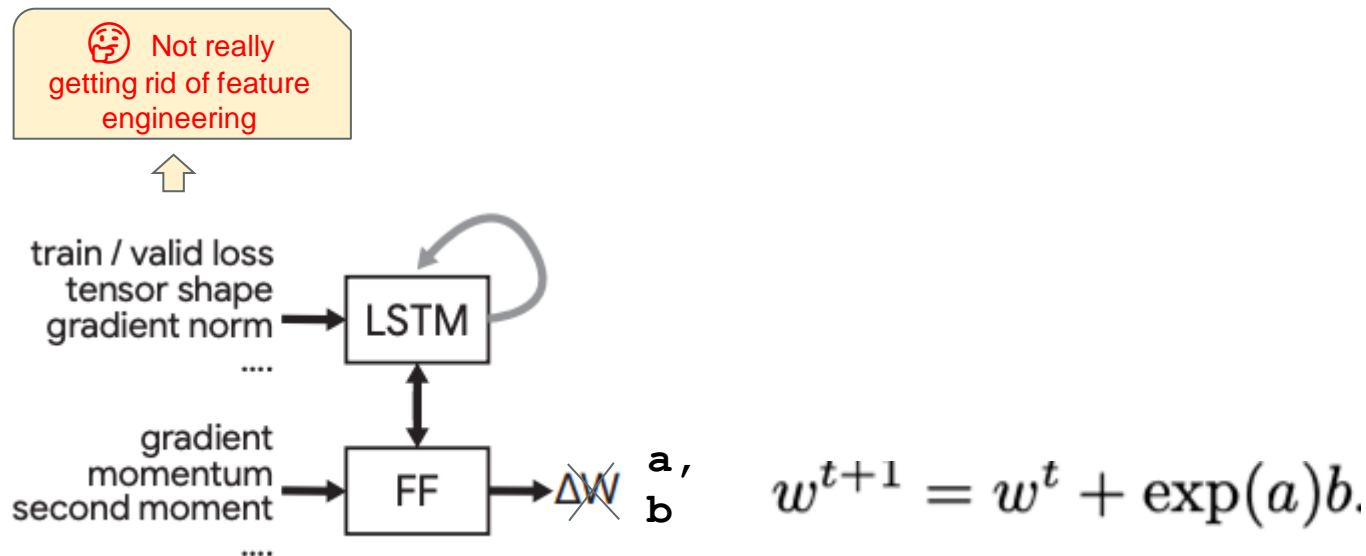 🤔 Not really
getting rid of feature
engineering
train / valid loss
tensor shape
gradient norm
....
LSTM
gradient
momentum
second moment
....
FF
ΔW
a,
b
w^{t+1} = w^t + exp(a)b.